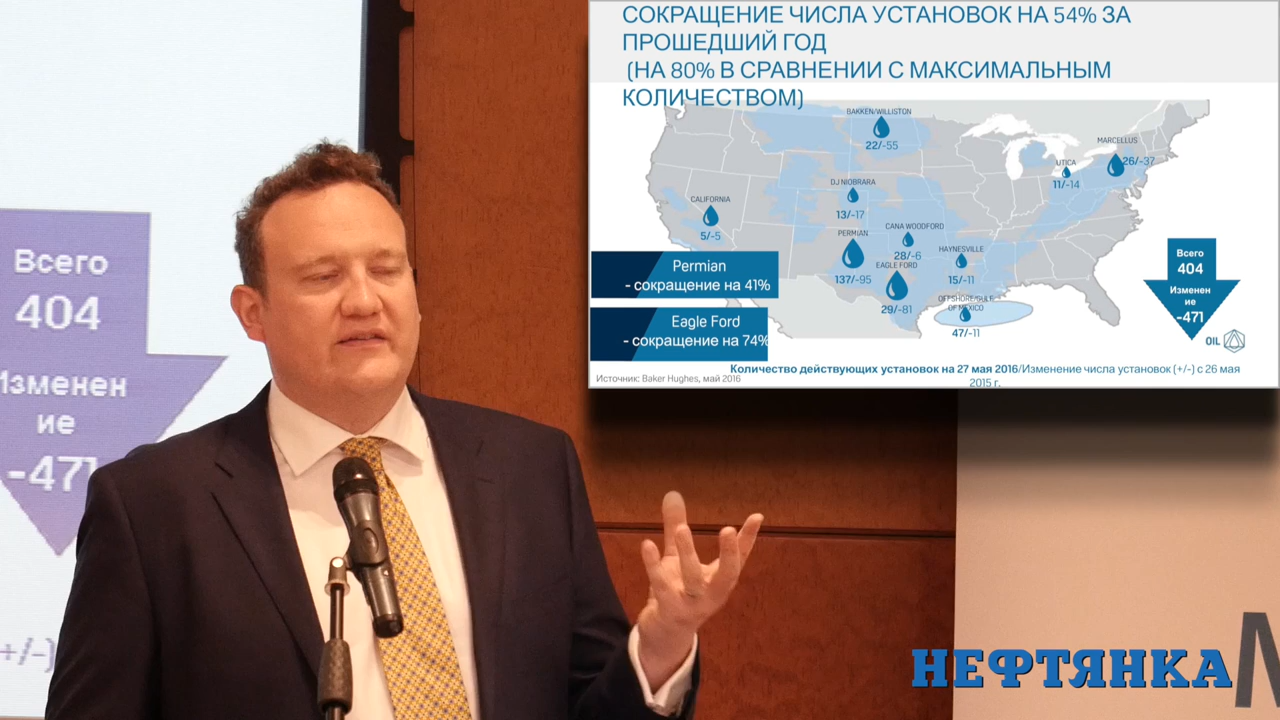 СОКРАЩЕНИЕ ЧИСЛА УСТАНОВОК НА 54% ЗА
ПРОШЕДШИЙ ГОД
(НА 80% В СРАВНЕНИИ С МАКСИМАЛЬНЫМ
КОЛИЧЕСТВОМ)
BAKKEN/WILLISTON
22/-55
MARCELLUS
26/-37
UTICA
11/-14
DJ NIOBRARA
13/-17
CALIFORNIA
5/-5
CANA WOODFORD
28/-6
PERMIAN
137/-95
HAYNESVILLE
15/-11
EAGLE FORD
29/-81
OFFSHORE/GULF
OF MEXICO
47/-11
Permian
- сокращение на 41%
Eagle Ford
- сокращение на 74%
Всего
404
Изменен
ие
-471
OIL
Количество действующих установок на 27 мая 2016/Изменение числа установок (+/-) с 26 мая
2015 г.
Источник: Baker Hughes, май 2016
Всего
404
Изменен
ие
-471
+/-)
НЕФТЯНКА